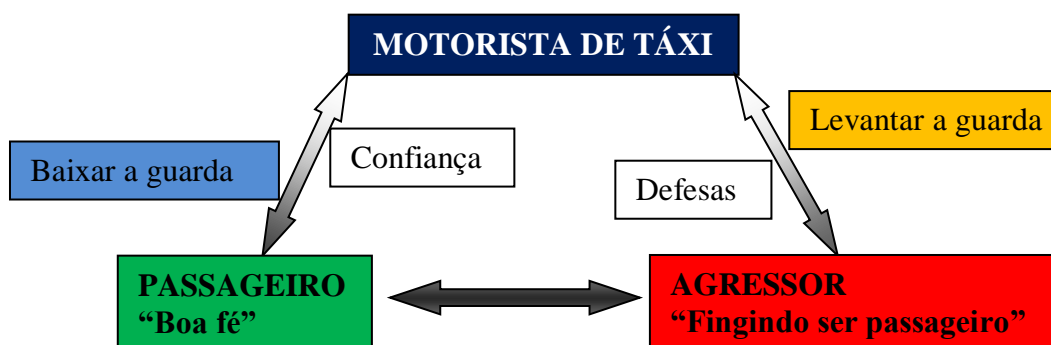 MOTORISTA DE TÁXI
Levantar a guarda
Confiança
Baixar a guarda
Defesas
PASSAGEIRO
“Boa fé”
AGRESSOR
“Fingindo ser passageiro”